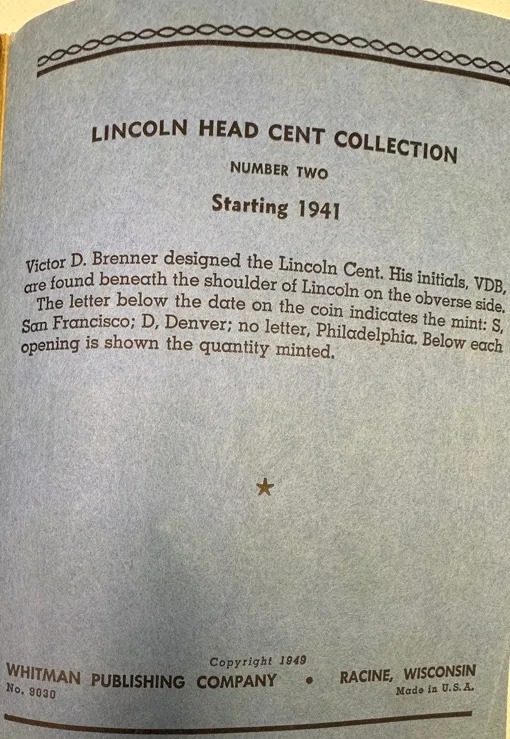 LINCOLN HEAD CENT COLLECTION
NUMBER TWO
Starting 1941
Victor D. Brenner designed the Lincoln Cent. His initials, VDB,
are found beneath the shoulder of Lincoln on the obverse side.
The letter below the date on the coin indicates the mint: S,
San Francisco; D, Denver; no letter, Philadelphia. Below each
opening is shown the quantity minted.
Copyright 1949
WHITMAN PUBLISHING COMPANY • RACINE, WISCONSIN
No. 9030 Made in U.S.A.